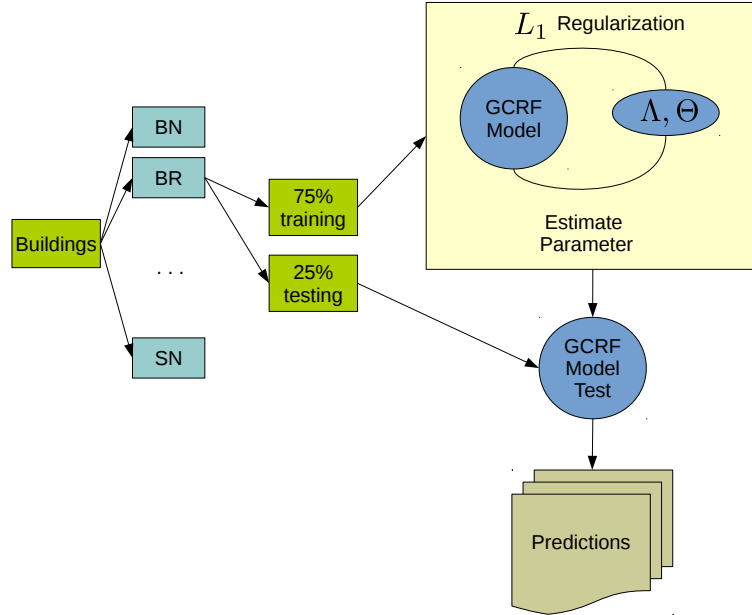 L₁ Regularization
GCRF
Model
Λ, Θ
Estimate
Parameter
BN
BR
75%
training
Buildings
. . .
25%
testing
SN
GCRF
Model
Test
Predictions